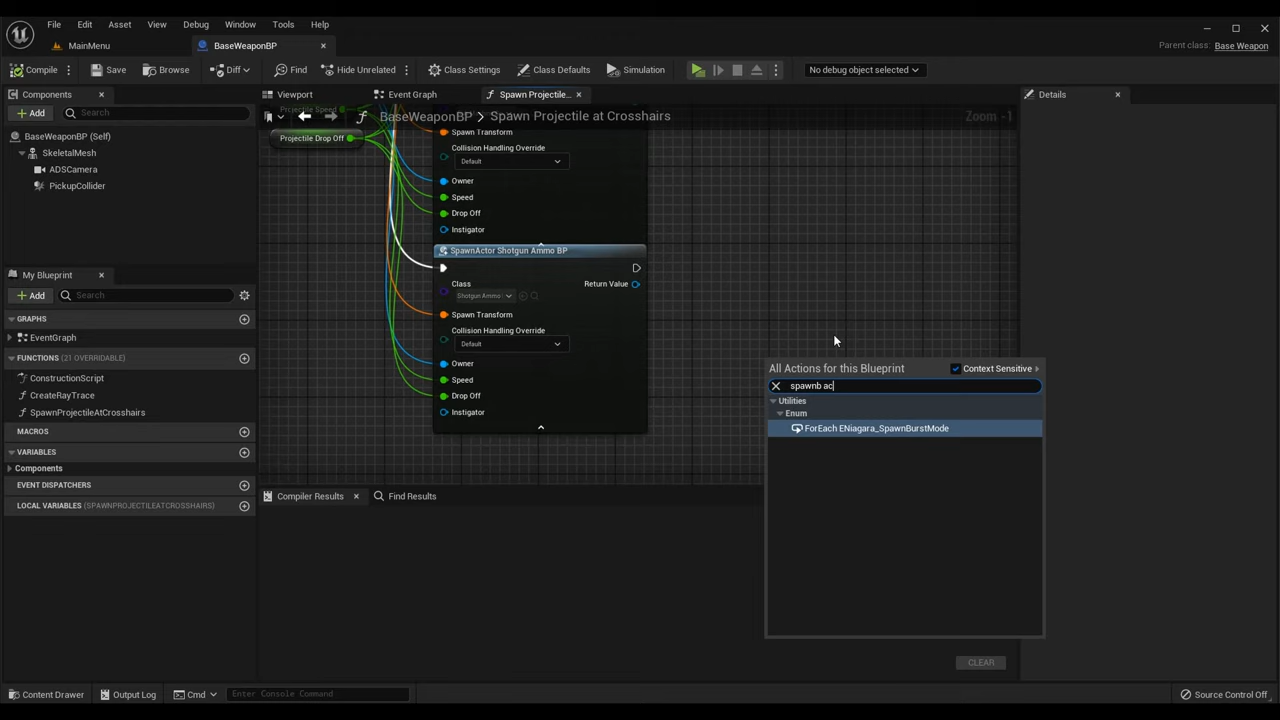 File Edit Asset View Window Debug Tools Help
MainMenu BaseWeaponBP
Parent class: Base Weapon
Compile Save Browse Diff Find Hide Unrelated Class Settings Class Defaults Simulation No debug object selected
Components Viewport Event Graph Spawn Projectile... Details
Add Search
BaseWeaponBP > Spawn Projectile at Crosshairs Zoom -1
BaseWeaponBP (Self)
SkeletalMesh
ADSCamera
PickupCollider
My Blueprint
Add Search
GRAPHS
EventGraph
FUNCTIONS (21 OVERRIDABLE)
ConstructionScript
CreateRayTrace
SpawnProjectileAtCrosshairs
MACROS
VARIABLES
Components
EVENT DISPATCHERS
LOCAL VARIABLES (SPAWNPROJECTILEATCROSSHAIRS)
Projectile Speed
Projectile Drop Off
Spawn Transform
Collision Handling Override
Default
Owner
Speed
Drop Off
Instigator
SpawnActor Shotgun Ammo BP
Class Return Value
Shotgun Ammo
Spawn Transform
Collision Handling Override
Default
Owner
Speed
Drop Off
Instigator
All Actions for this Blueprint Context Sensitive
spawnb ac
Utilities
Enum
ForEach ENiagara_SpawnBurstMode
Compiler Results Find Results
CLEAR
Content Drawer Output Log Cmd Enter Console Command Source Control Off